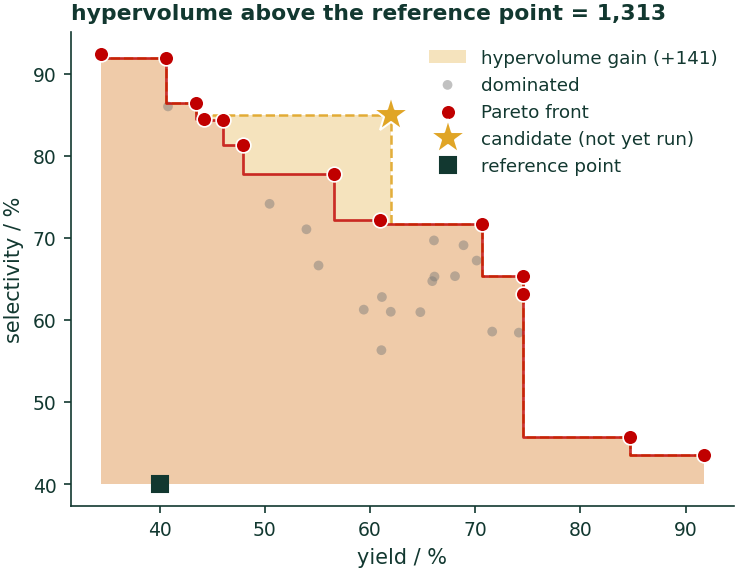 hypervolume above the reference point = 1,313
hypervolume gain (+141)
dominated
Pareto front
candidate (not yet run)
reference point
selectivity / %
90
80
70
60
50
40
40 50 60 70 80 90
yield / %